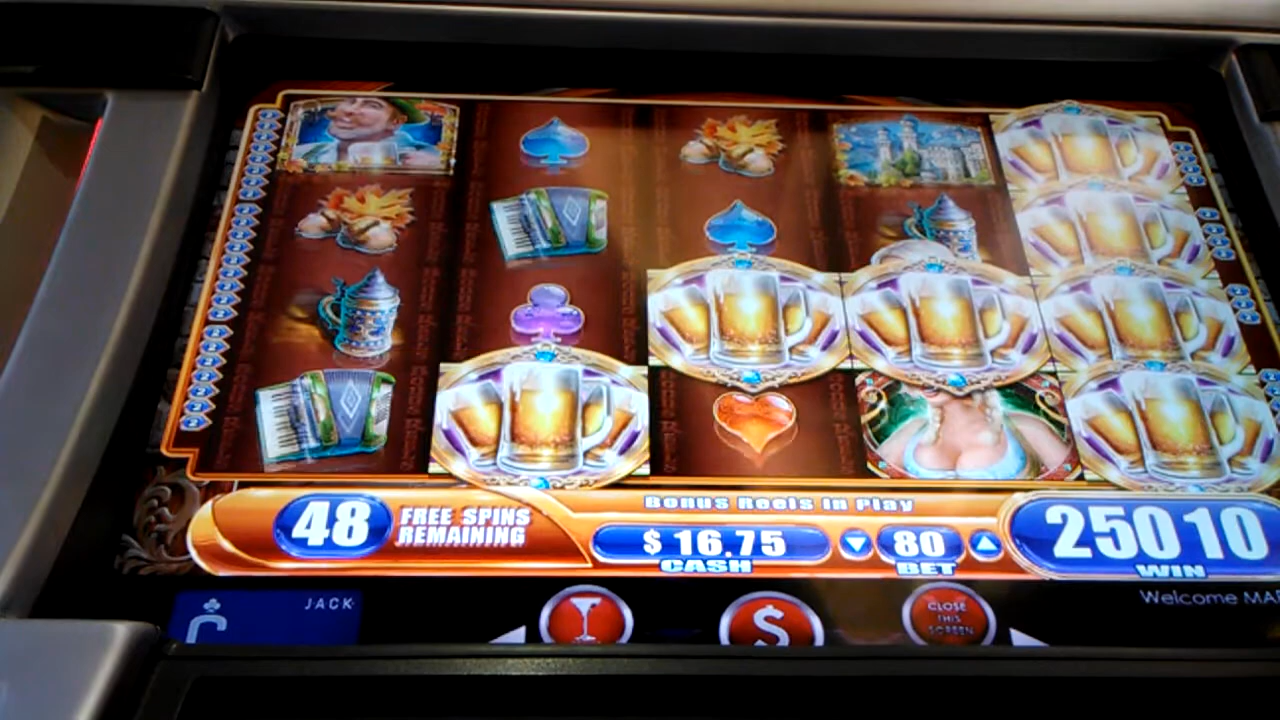 Bonus Reels In Play
48
FREE SPINS
REMAINING
$16.75
CASH
80
BET
25010
WIN
JACK
$
CLOSE
THIS
SCREEN
Welcome MAR